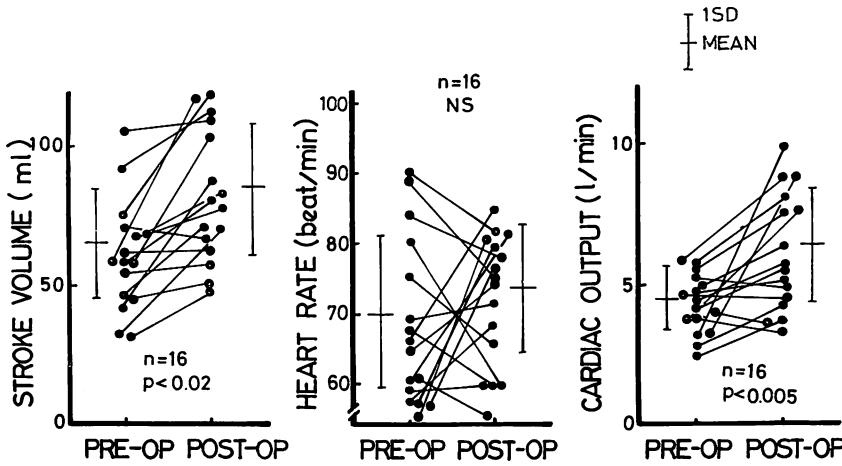 1SD
MEAN
STROKE VOLUME ( ml)
100
50
0
n=16
p<0.02
PRE-OP POST-OP
HEART RATE (beat/min)
100
90
80
70
60
n=16
NS
PRE-OP POST-OP
CARDIAC OUTPUT (l/min)
10
5
0
n=16
p<0.005
PRE-OP POST-OP